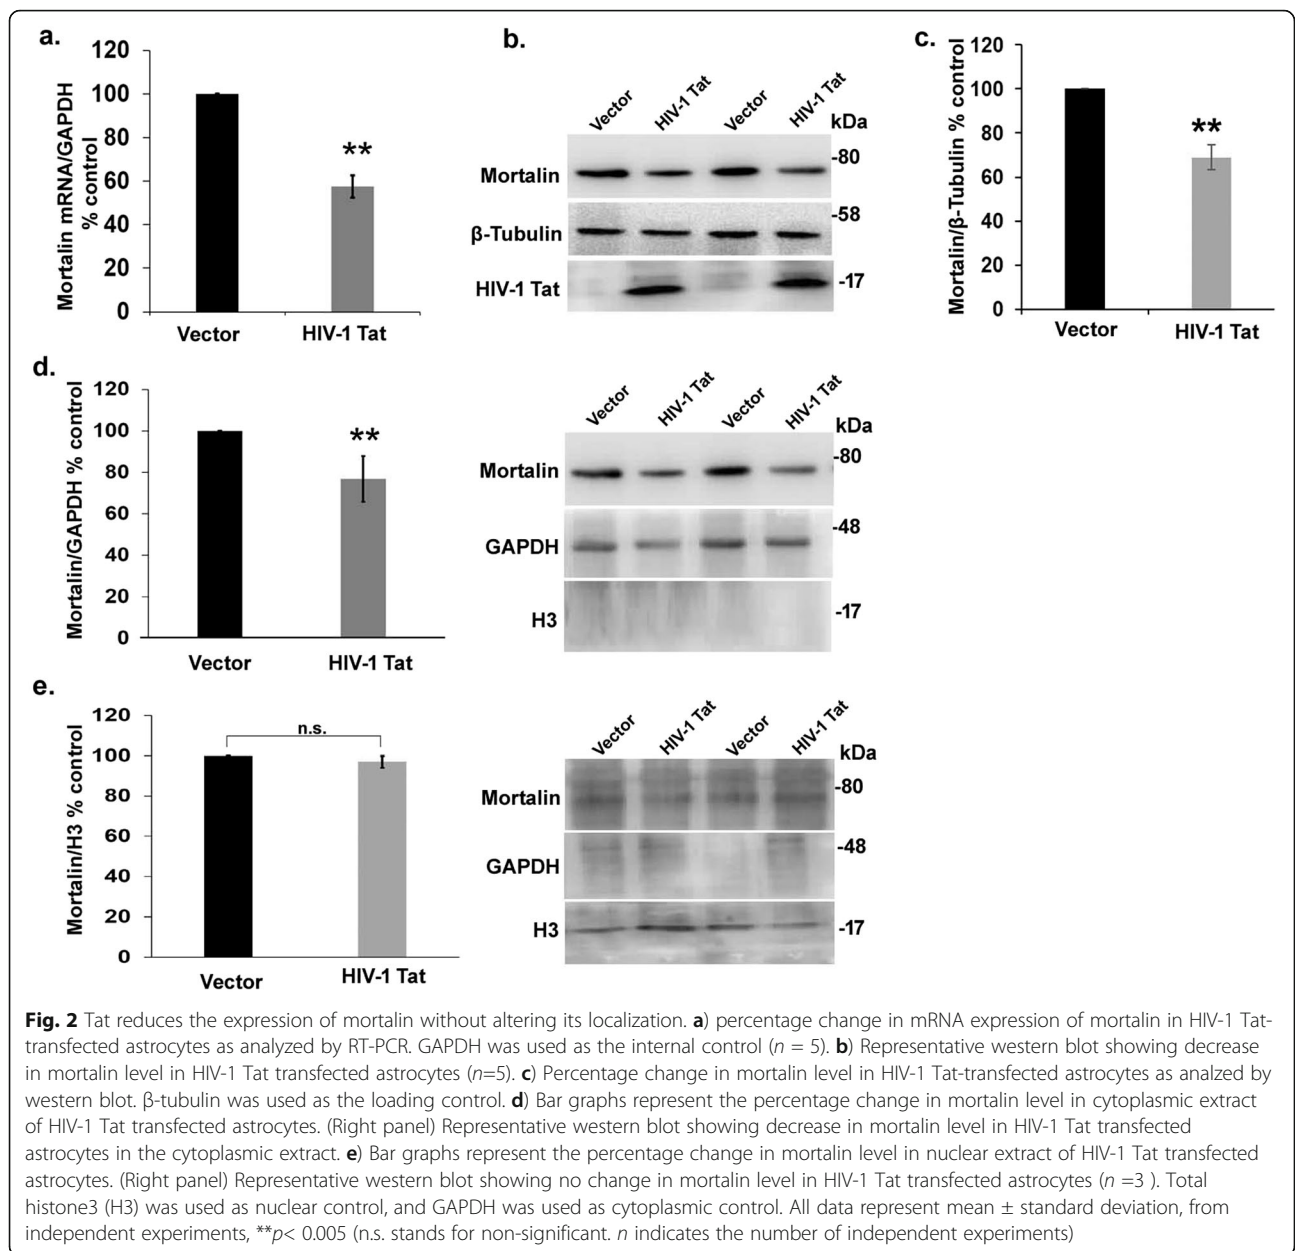 a.
120
100
80
60
40
20
0
Mortalin mRNA/GAPDH
% control
**
Vector
HIV-1 Tat
b.
Vector
HIV-1 Tat
Vector
HIV-1 Tat
kDa
Mortalin
-80
-58
β-Tubulin
HIV-1 Tat
-17
c.
120
100
80
60
40
20
0
Mortalin/β-Tubulin % control
**
Vector
HIV-1 Tat
d.
120
100
80
60
40
20
0
Mortalin/GAPDH % control
**
Vector
HIV-1 Tat
Vector
HIV-1 Tat
Vector
HIV-1 Tat
kDa
-80
Mortalin
-48
GAPDH
-17
H3
e.
120
100
80
60
40
20
0
Mortalin/H3 % control
n.s.
Vector
HIV-1 Tat
Vector
HIV-1 Tat
Vector
HIV-1 Tat
kDa
-80
Mortalin
-48
GAPDH
H3
-17
Fig. 2 Tat reduces the expression of mortalin without altering its localization. a) percentage change in mRNA expression of mortalin in HIV-1 Tat-
transfected astrocytes as analyzed by RT-PCR. GAPDH was used as the internal control (n = 5). b) Representative western blot showing decrease
in mortalin level in HIV-1 Tat transfected astrocytes (n=5). c) Percentage change in mortalin level in HIV-1 Tat-transfected astrocytes as analzed by
western blot. β-tubulin was used as the loading control. d) Bar graphs represent the percentage change in mortalin level in cytoplasmic extract
of HIV-1 Tat transfected astrocytes. (Right panel) Representative western blot showing decrease in mortalin level in HIV-1 Tat transfected
astrocytes in the cytoplasmic extract. e) Bar graphs represent the percentage change in mortalin level in nuclear extract of HIV-1 Tat transfected
astrocytes. (Right panel) Representative western blot showing no change in mortalin level in HIV-1 Tat transfected astrocytes (n =3 ). Total
histone3 (H3) was used as nuclear control, and GAPDH was used as cytoplasmic control. All data represent mean ± standard deviation, from
independent experiments, **p< 0.005 (n.s. stands for non-significant. n indicates the number of independent experiments)